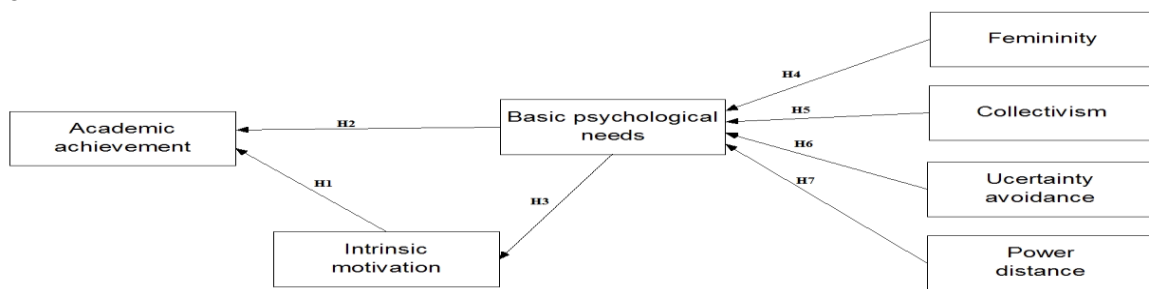 Femininity
H4
Basic psychological
needs
H5
Collectivism
Academic
achievement
H2
H6
Ucertainty
avoidance
H7
H1
H3
Intrinsic
motivation
Power
distance